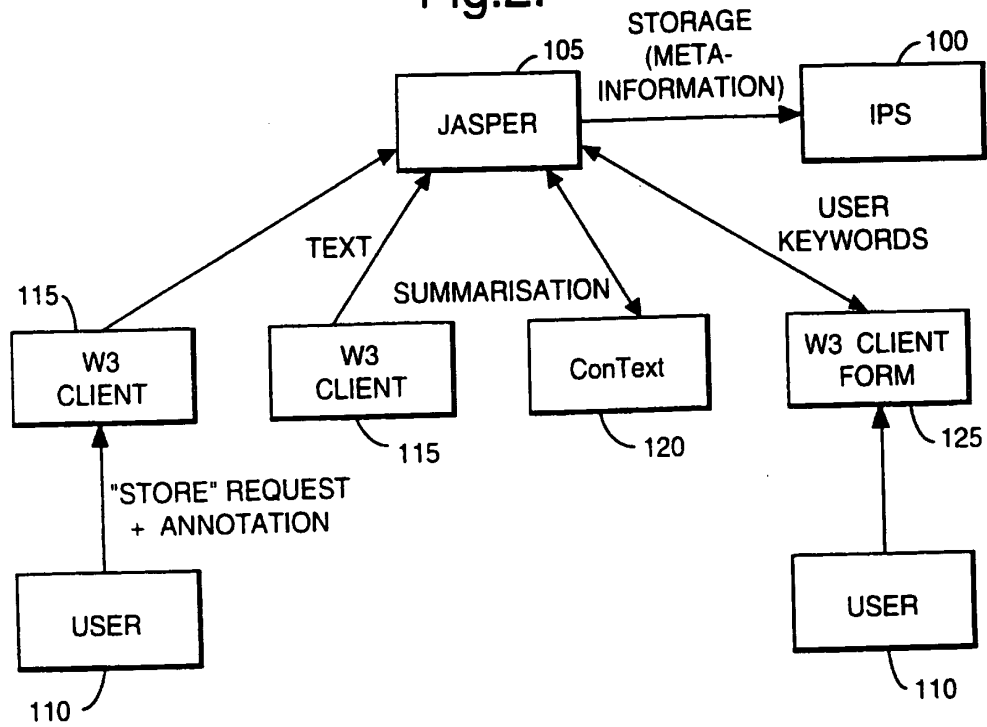 Fig.2.
STORAGE
(META-
INFORMATION)
105
100
JASPER
IPS
USER
KEYWORDS
TEXT
SUMMARISATION
115
W3
CLIENT
W3
CLIENT
ConText
W3 CLIENT
FORM
115
120
125
"STORE" REQUEST
+ ANNOTATION
USER
USER
110
110